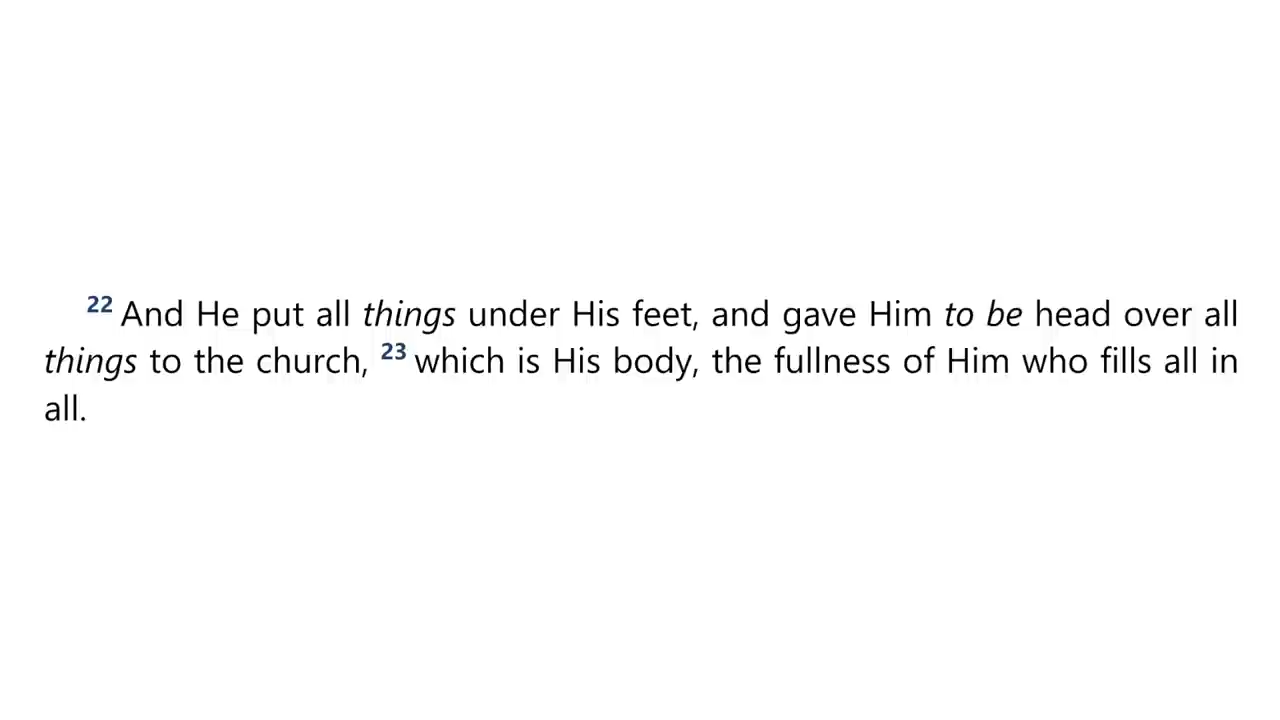 22 And He put all things under His feet, and gave Him to be head over all
things to the church, 23 which is His body, the fullness of Him who fills all in
all.